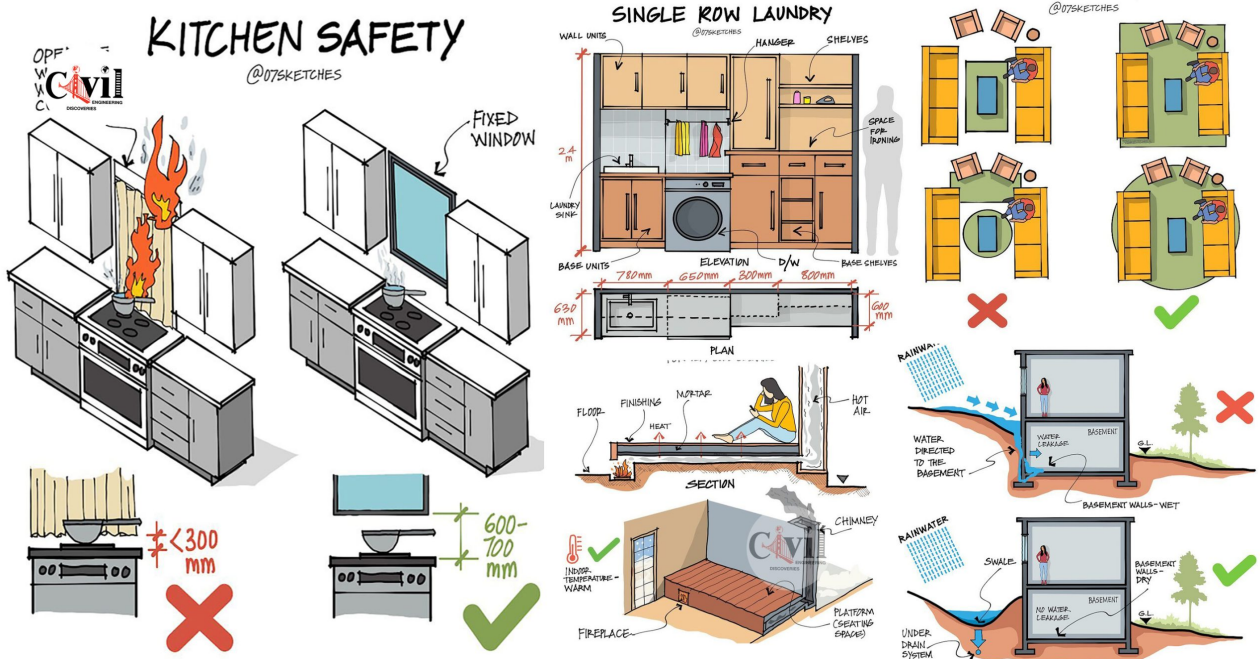 KITCHEN SAFETY
@07SKETCHES
Civil
ENGINEERING
DISCOVERIES
FIXED
WINDOW
<300
mm
600-
700
mm
SINGLE ROW LAUNDRY
@07SKETCHES
WALL UNITS
HANGER
SHELVES
2.4
m
SPACE
FOR
IRONING
LAUNDRY
SINK
BASE UNITS
ELEVATION
D/W
BASE SHELVES
780mm
650mm
300mm
800mm
630
mm
600
mm
PLAN
FLOOR
FINISHING
MORTAR
HEAT
HOT
AIR
SECTION
CHIMNEY
Civil
ENGINEERING
DISCOVERIES
INDOOR
TEMPERATURE-
WARM
FIREPLACE
PLATFORM
(SEATING
SPACE)
@07SKETCHES
WATER
DIRECTED
TO THE
BASEMENT
WATER
LEAKAGE
BASEMENT
G.L.
BASEMENT WALLS-WET
RAINWATER
SWALE
BASEMENT
WALLS-
DRY
BASEMENT
NO WATER
LEAKAGE
G.L.
UNDER
DRAIN
SYSTEM